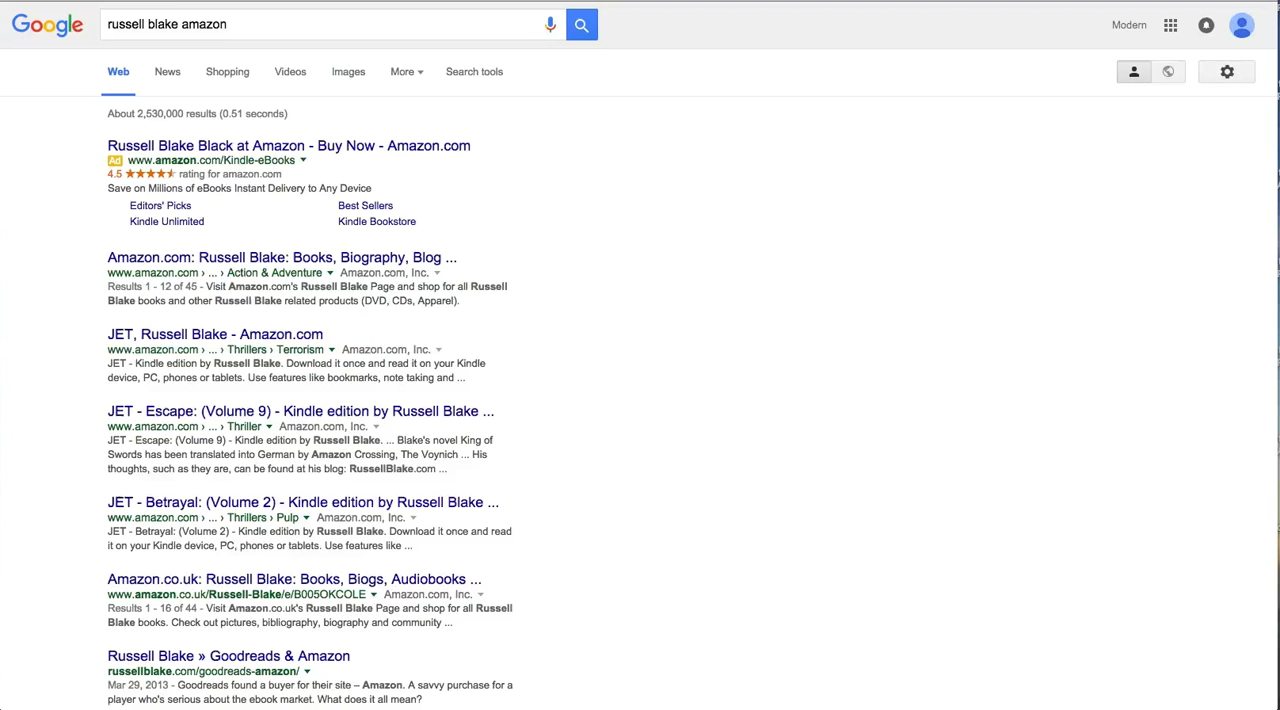 Google
russell blake amazon
Modern
Web News Shopping Videos Images More Search tools
About 2,530,000 results (0.51 seconds)
Russell Blake Black at Amazon - Buy Now - Amazon.com
Ad www.amazon.com/Kindle-eBooks
4.5 rating for amazon.com
Save on Millions of eBooks Instant Delivery to Any Device
Editors' Picks Best Sellers
Kindle Unlimited Kindle Bookstore
Amazon.com: Russell Blake: Books, Biography, Blog ...
www.amazon.com › ... › Action & Adventure Amazon.com, Inc.
Results 1 - 12 of 45 - Visit Amazon.com's Russell Blake Page and shop for all Russell
Blake books and other Russell Blake related products (DVD, CDs, Apparel).
JET, Russell Blake - Amazon.com
www.amazon.com › ... › Thrillers › Terrorism Amazon.com, Inc.
JET - Kindle edition by Russell Blake. Download it once and read it on your Kindle
device, PC, phones or tablets. Use features like bookmarks, note taking and ...
JET - Escape: (Volume 9) - Kindle edition by Russell Blake ...
www.amazon.com › ... › Thriller Amazon.com, Inc.
JET - Escape: (Volume 9) - Kindle edition by Russell Blake. ... Blake's novel King of
Swords has been translated into German by Amazon Crossing, The Voynich ... His
thoughts, such as they are, can be found at his blog: RussellBlake.com ...
JET - Betrayal: (Volume 2) - Kindle edition by Russell Blake ...
www.amazon.com › ... › Thrillers › Pulp Amazon.com, Inc.
JET - Betrayal: (Volume 2) - Kindle edition by Russell Blake. Download it once and read
it on your Kindle device, PC, phones or tablets. Use features like ...
Amazon.co.uk: Russell Blake: Books, Biogs, Audiobooks ...
www.amazon.co.uk/Russell-Blake/e/B005OKCOLE Amazon.com, Inc.
Results 1 - 16 of 44 - Visit Amazon.co.uk's Russell Blake Page and shop for all Russell
Blake books. Check out pictures, bibliography, biography and community ...
Russell Blake » Goodreads & Amazon
russellblake.com/goodreads-amazon/
Mar 29, 2013 - Goodreads found a buyer for their site – Amazon. A savvy purchase for a
player who's serious about the ebook market. What does it all mean?